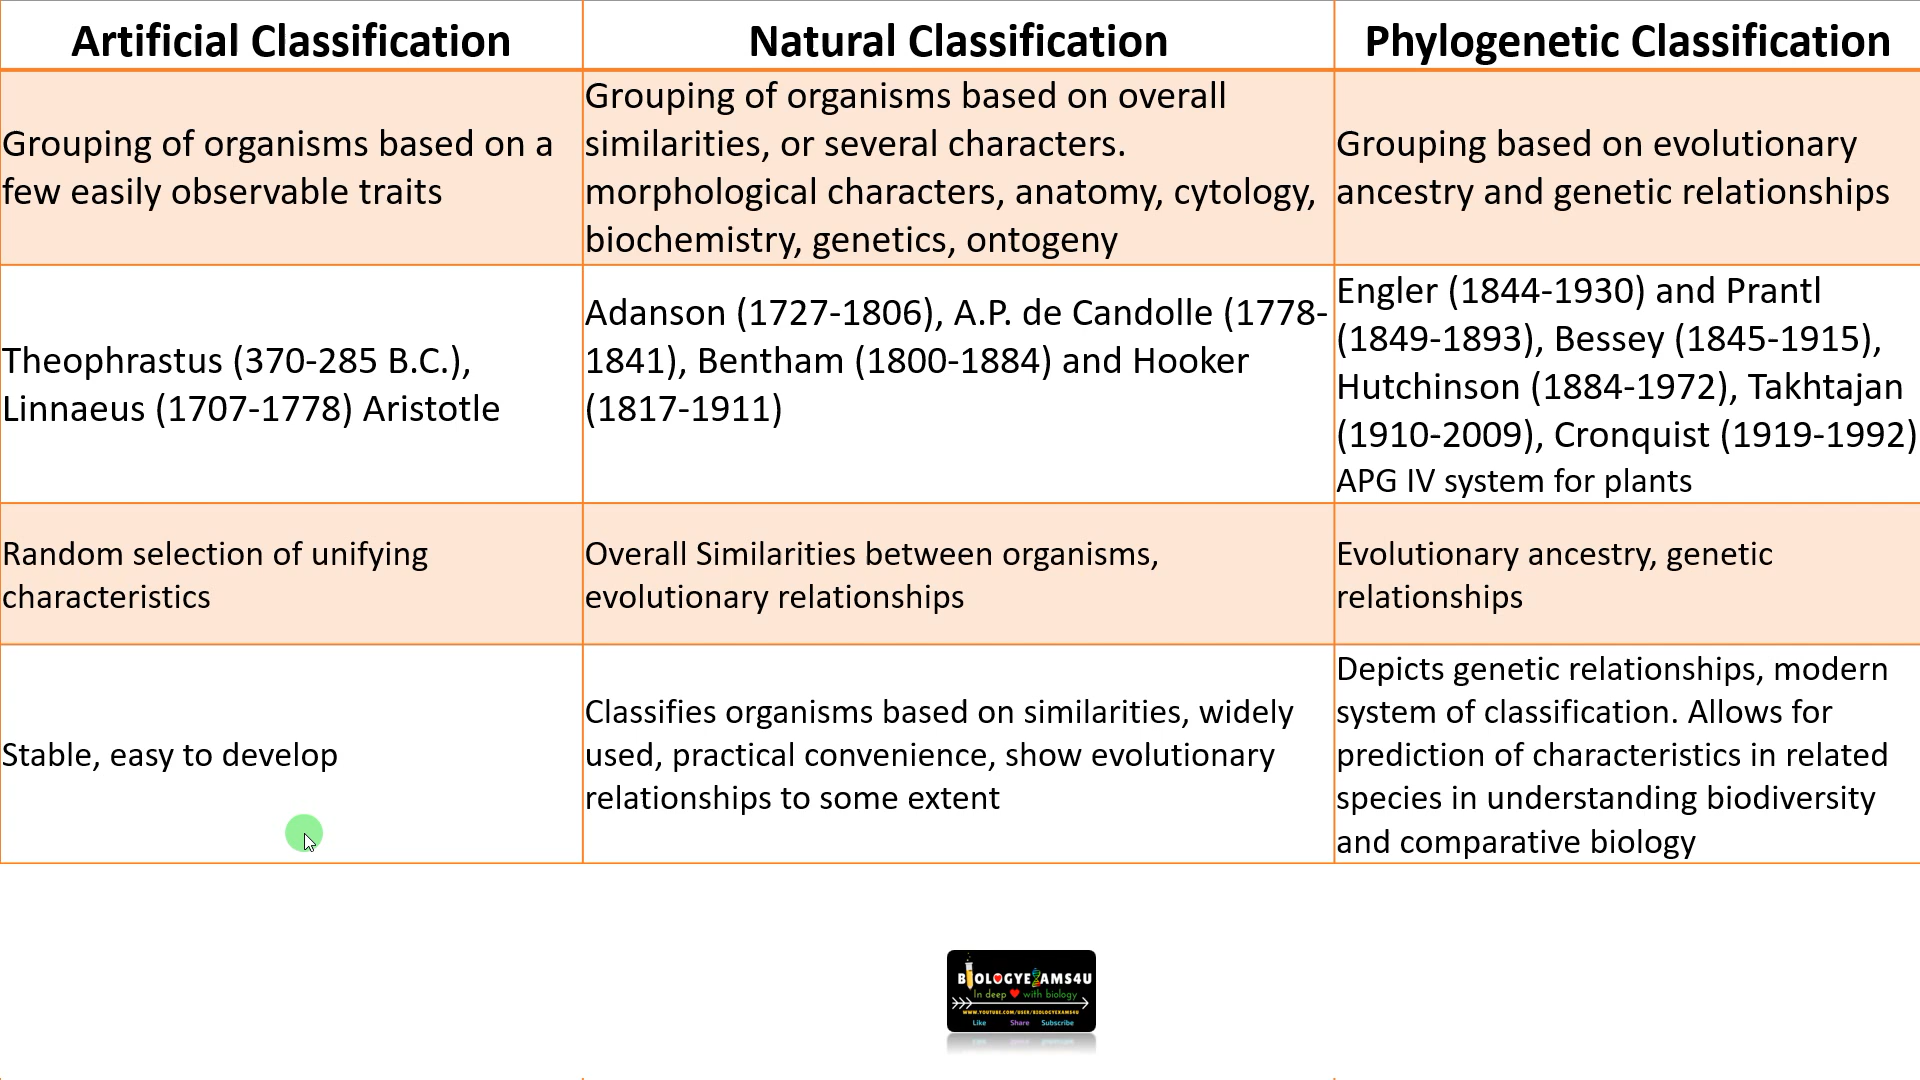 Artificial Classification
Natural Classification
Phylogenetic Classification
Grouping of organisms based on a
few easily observable traits
Grouping of organisms based on overall
similarities, or several characters.
morphological characters, anatomy, cytology,
biochemistry, genetics, ontogeny
Grouping based on evolutionary
ancestry and genetic relationships
Theophrastus (370-285 B.C.),
Linnaeus (1707-1778) Aristotle
Adanson (1727-1806), A.P. de Candolle (1778-
1841), Bentham (1800-1884) and Hooker
(1817-1911)
Engler (1844-1930) and Prantl
(1849-1893), Bessey (1845-1915),
Hutchinson (1884-1972), Takhtajan
(1910-2009), Cronquist (1919-1992)
APG IV system for plants
Random selection of unifying
characteristics
Overall Similarities between organisms,
evolutionary relationships
Evolutionary ancestry, genetic
relationships
Stable, easy to develop
Classifies organisms based on similarities, widely
used, practical convenience, show evolutionary
relationships to some extent
Depicts genetic relationships, modern
system of classification. Allows for
prediction of characteristics in related
species in understanding biodiversity
and comparative biology
BIOLOGYEXAMS4U
In deep ❤ with biology
WWW.YOUTUBE.COM/USER/BIOLOGYEXAMS4U
Like Share Subscribe